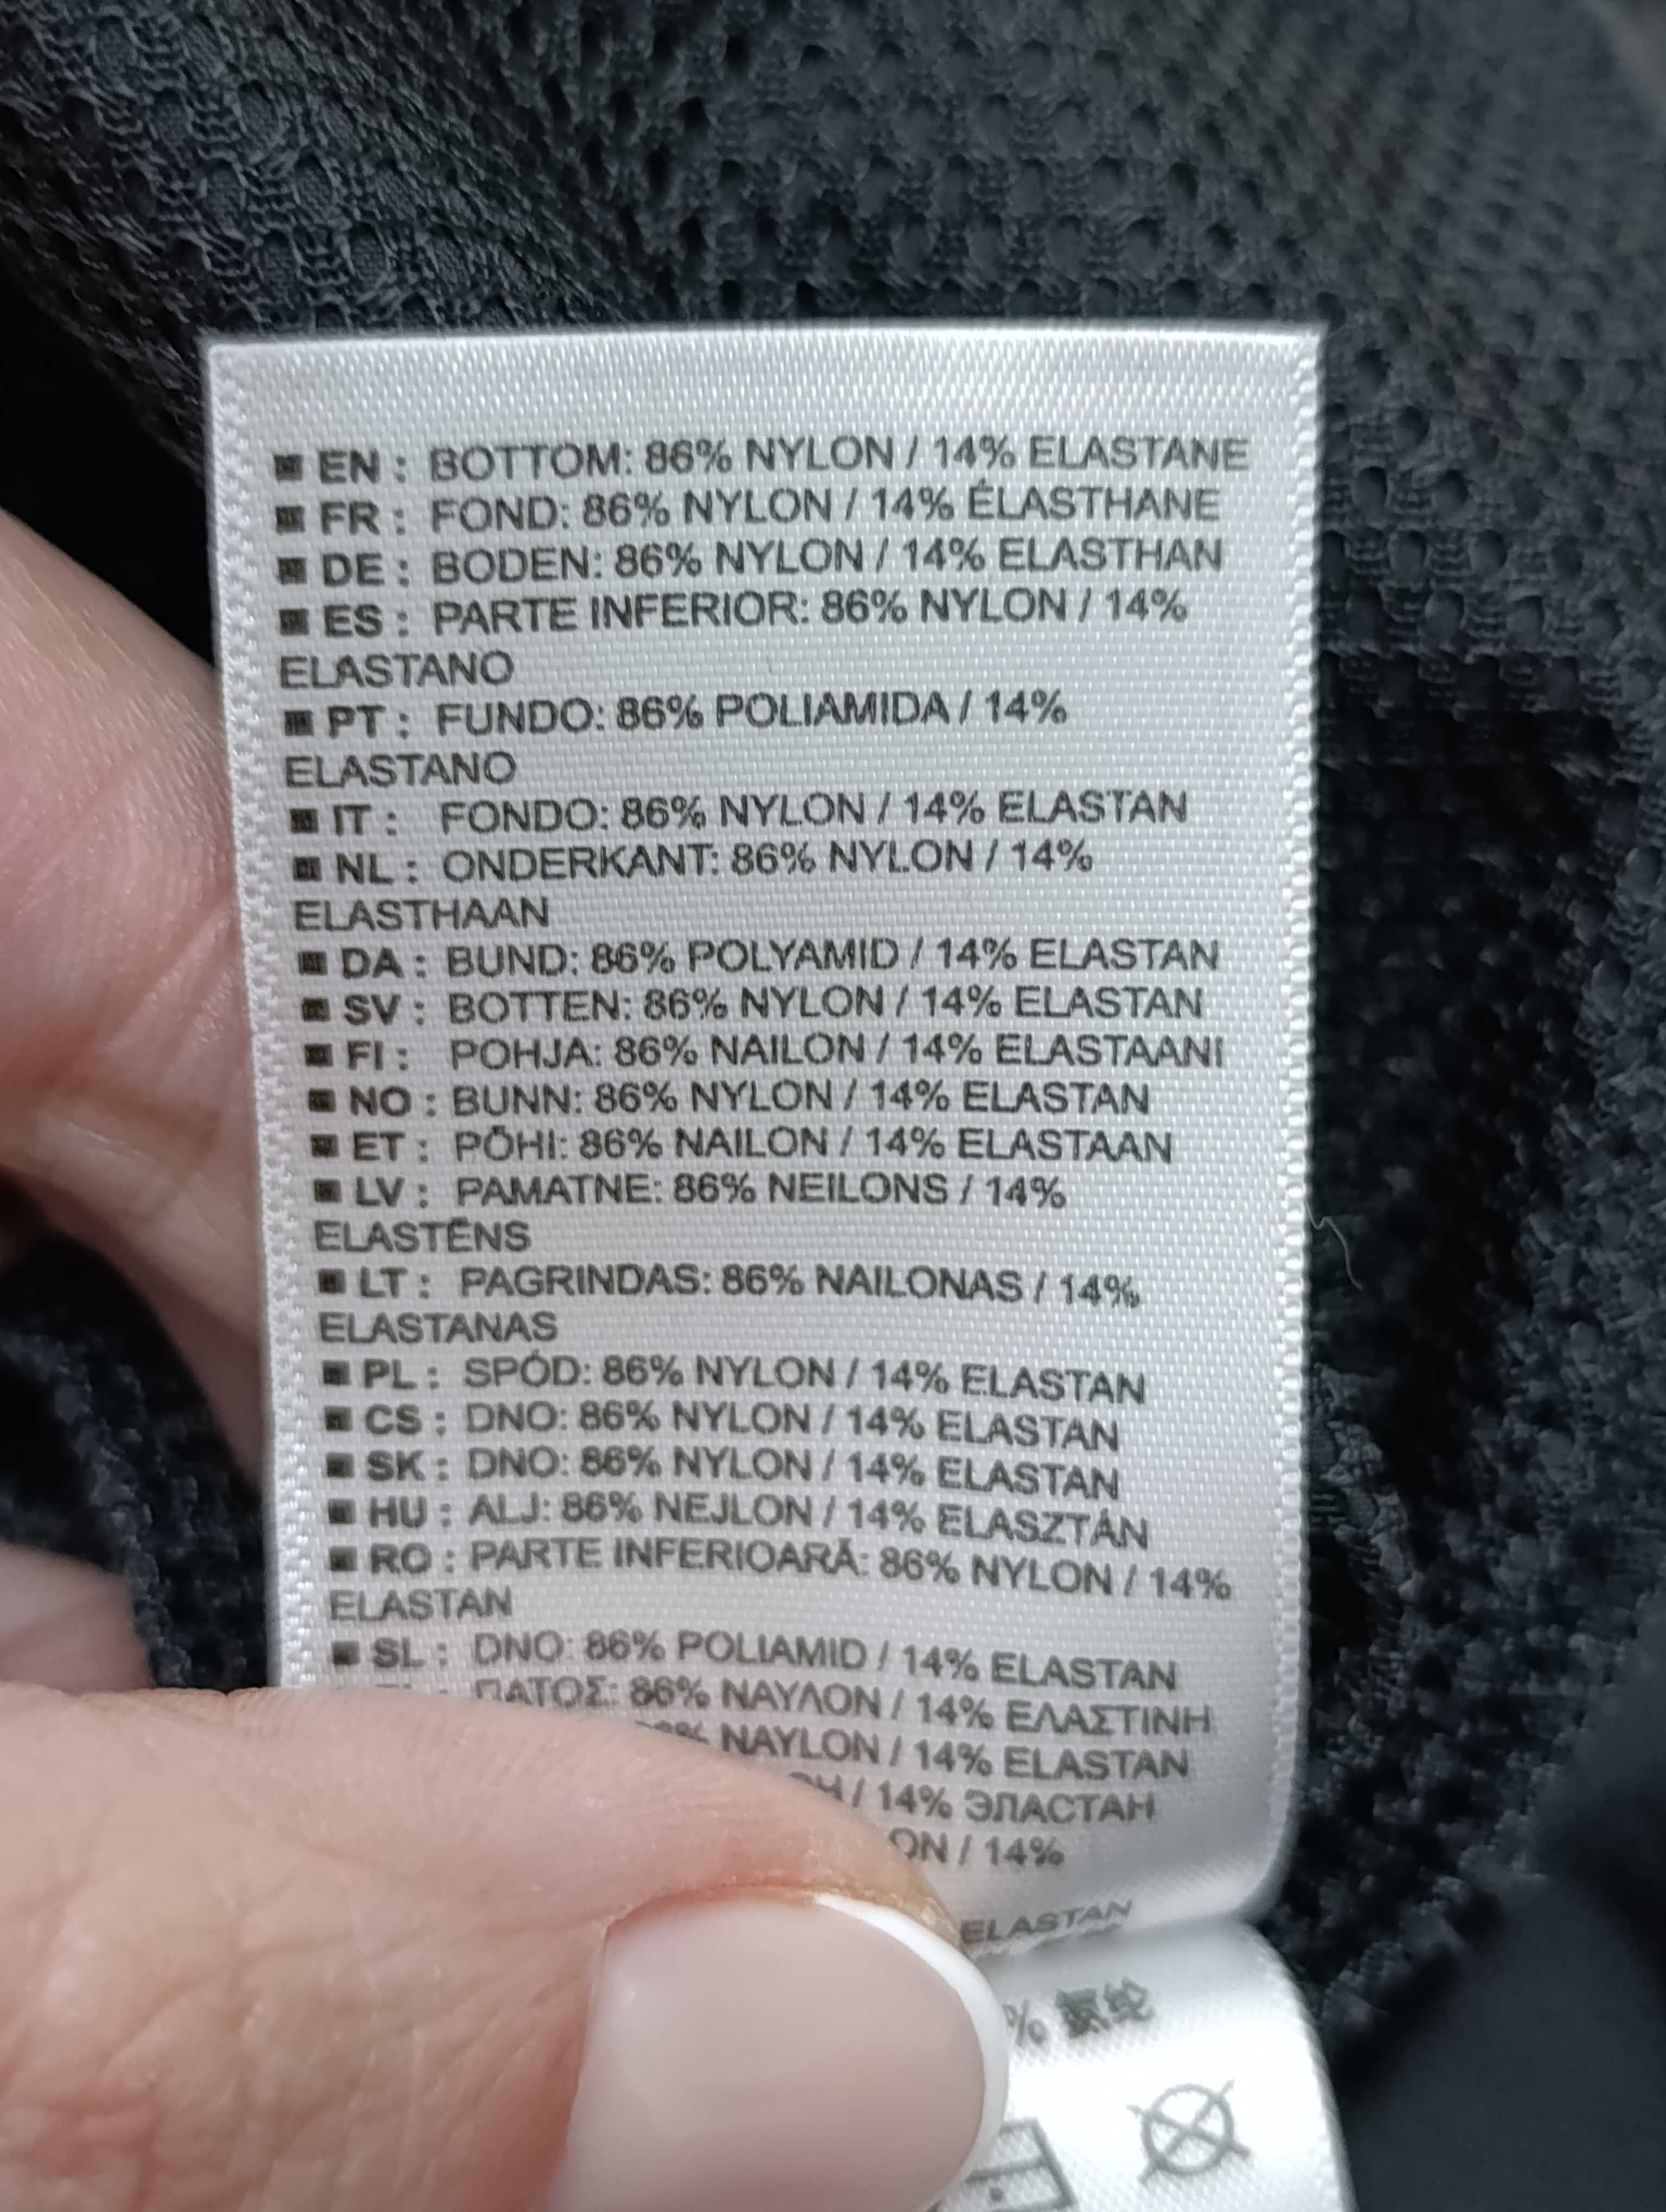 EN : BOTTOM: 86% NYLON / 14% ELASTANE
FR : FOND: 86% NYLON / 14% ÉLASTHANE
DE : BODEN: 86% NYLON / 14% ELASTHAN
ES : PARTE INFERIOR: 86% NYLON / 14%
ELASTANO
PT : FUNDO: 86% POLIAMIDA / 14%
ELASTANO
IT : FONDO: 86% NYLON / 14% ELASTAN
NL : ONDERKANT: 86% NYLON / 14%
ELASTHAAN
DA : BUND: 86% POLYAMID / 14% ELASTAN
SV : BOTTEN: 86% NYLON / 14% ELASTAN
FI : POHJA: 86% NAILON / 14% ELASTAANI
NO : BUNN: 86% NYLON / 14% ELASTAN
ET : PÕHI: 86% NAILON / 14% ELASTAAN
LV : PAMATNE: 86% NEILONS / 14%
ELASTĒNS
LT : PAGRINDAS: 86% NAILONAS / 14%
ELASTANAS
PL : SPÓD: 86% NYLON / 14% ELASTAN
CS : DNO: 86% NYLON / 14% ELASTAN
SK : DNO: 86% NYLON / 14% ELASTAN
HU : ALJ: 86% NEJLON / 14% ELASZTÁN
RO : PARTE INFERIOARĂ: 86% NYLON / 14%
ELASTAN
SL : DNO: 86% POLIAMID / 14% ELASTAN
ΠΑΤΟΣ: 86% ΝΑΥΛΟΝ / 14% ΕΛΑΣΤΙΝΗ
NAYLON / 14% ELASTAN
/ 14% ЭЛАСТАН
/ 14%
ELASTAN
% 氨纶